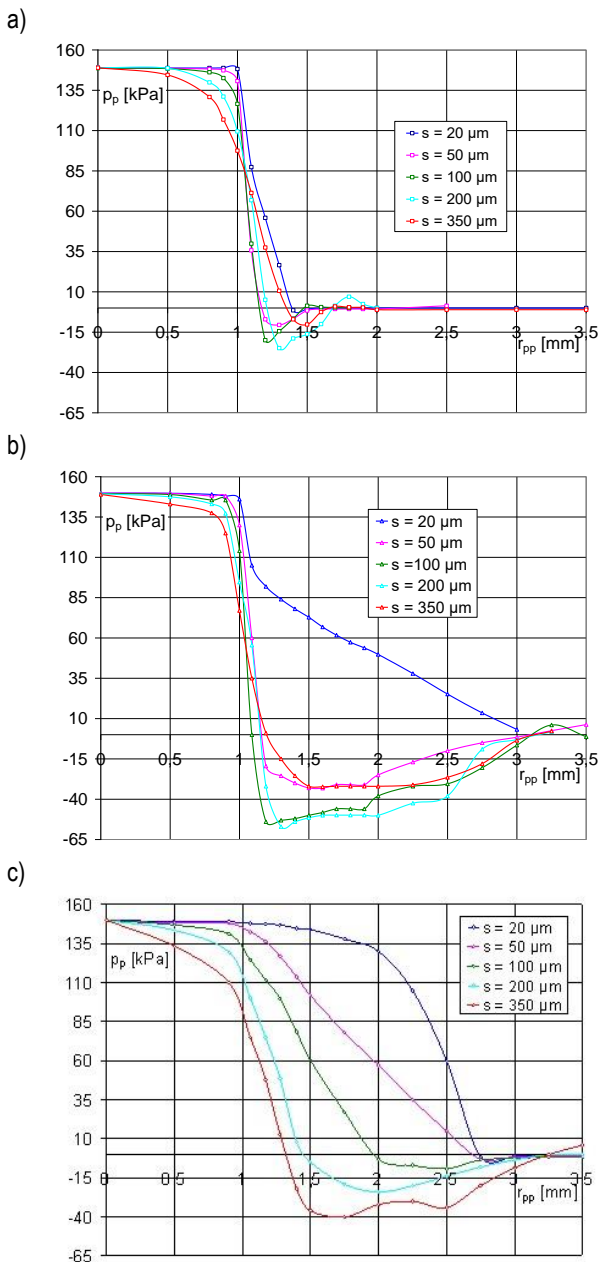 a)
160
135
110
85
60
35
10
-15
-40
-65
p_p [kPa]
s = 20 µm
s = 50 µm
s = 100 µm
s = 200 µm
s = 350 µm
0 0,5 1 1,5 2 2,5 3 3,5
r_pp [mm]
b)
160
135
110
85
60
35
10
-15
-40
-65
p_p [kPa]
s = 20 µm
s = 50 µm
s =100 µm
s = 200 µm
s = 350 µm
0 0,5 1 1,5 2 2,5 3 3,5
r_pp [mm]
c)
160
135
110
85
60
35
10
-15
-40
-65
p_p [kPa]
s = 20 µm
s = 50 µm
s = 100 µm
s = 200 µm
s = 350 µm
0 0,5 1 1,5 2 2,5 3 3,5
r_pp [mm]